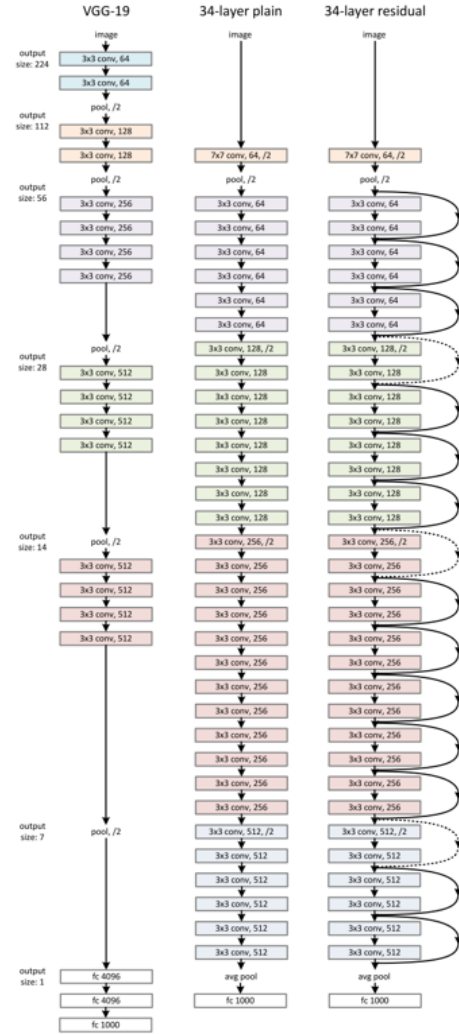 VGG-19
34-layer plain
34-layer residual
output
size: 224
output
size: 112
output
size: 56
output
size: 28
output
size: 14
output
size: 7
output
size: 1
image
3x3 conv, 64
3x3 conv, 64
pool, /2
3x3 conv, 128
3x3 conv, 128
pool, /2
3x3 conv, 256
3x3 conv, 256
3x3 conv, 256
3x3 conv, 256
pool, /2
3x3 conv, 512
3x3 conv, 512
3x3 conv, 512
3x3 conv, 512
pool, /2
3x3 conv, 512
3x3 conv, 512
3x3 conv, 512
3x3 conv, 512
pool, /2
fc 4096
fc 4096
fc 1000
image
7x7 conv, 64, /2
pool, /2
3x3 conv, 64
3x3 conv, 64
3x3 conv, 64
3x3 conv, 64
3x3 conv, 64
3x3 conv, 64
3x3 conv, 128, /2
3x3 conv, 128
3x3 conv, 128
3x3 conv, 128
3x3 conv, 128
3x3 conv, 128
3x3 conv, 128
3x3 conv, 128
3x3 conv, 256, /2
3x3 conv, 256
3x3 conv, 256
3x3 conv, 256
3x3 conv, 256
3x3 conv, 256
3x3 conv, 256
3x3 conv, 256
3x3 conv, 256
3x3 conv, 256
3x3 conv, 256
3x3 conv, 256
3x3 conv, 512, /2
3x3 conv, 512
3x3 conv, 512
3x3 conv, 512
3x3 conv, 512
3x3 conv, 512
avg pool
fc 1000
image
7x7 conv, 64, /2
pool, /2
3x3 conv, 64
3x3 conv, 64
3x3 conv, 64
3x3 conv, 64
3x3 conv, 64
3x3 conv, 64
3x3 conv, 128, /2
3x3 conv, 128
3x3 conv, 128
3x3 conv, 128
3x3 conv, 128
3x3 conv, 128
3x3 conv, 128
3x3 conv, 128
3x3 conv, 256, /2
3x3 conv, 256
3x3 conv, 256
3x3 conv, 256
3x3 conv, 256
3x3 conv, 256
3x3 conv, 256
3x3 conv, 256
3x3 conv, 256
3x3 conv, 256
3x3 conv, 256
3x3 conv, 256
3x3 conv, 512, /2
3x3 conv, 512
3x3 conv, 512
3x3 conv, 512
3x3 conv, 512
3x3 conv, 512
avg pool
fc 1000